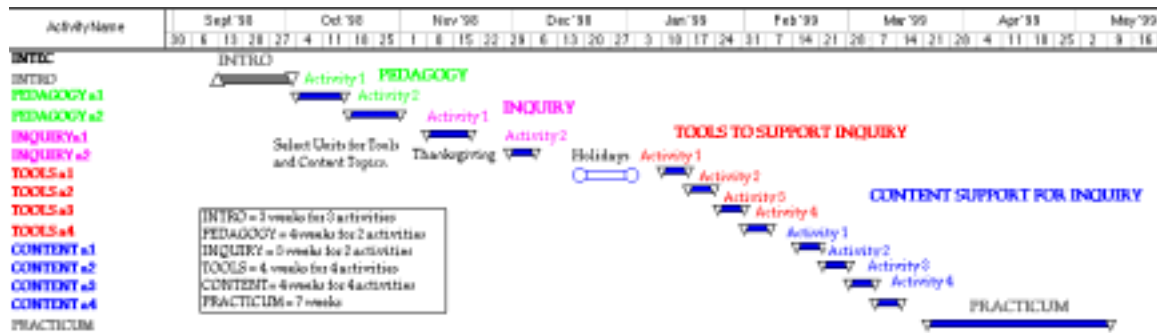 Activity Name
Sept '98 Oct '98 Nov '98 Dec '98 Jan '99 Feb '99 Mar '99 Apr '99 May '99
30 6 13 20 27 4 11 18 25 1 8 15 22 29 6 13 20 27 3 10 17 24 31 7 14 21 28 7 14 21 28 4 11 18 25 2 9 16
INTEC INTRO
INTRO Activity 1 PEDAGOGY
PEDAGOGY a1 Activity 2
PEDAGOGY a2 Activity 1 INQUIRY
INQUIRY a1 Activity 2 TOOLS TO SUPPORT INQUIRY
Select Units for Tools
and Content Topics.
INQUIRY a2 Thanksgiving Holidays Activity 1
TOOLS a1 Activity 2
TOOLS a2 CONTENT SUPPORT FOR INQUIRY
TOOLS a3 Activity 4
TOOLS a4 Activity 1
CONTENT a1 Activity 2
CONTENT a2 Activity 3
CONTENT a3 Activity 4
CONTENT a4 PRACTICUM
PRACTICUM
INTRO = 3 weeks for 3 activities
PEDAGOGY = 4 weeks for 2 activities
INQUIRY = 3 weeks for 2 activities
TOOLS = 4 weeks for 4 activities
CONTENT = 4 weeks for 4 activities
PRACTICUM = 7 weeks